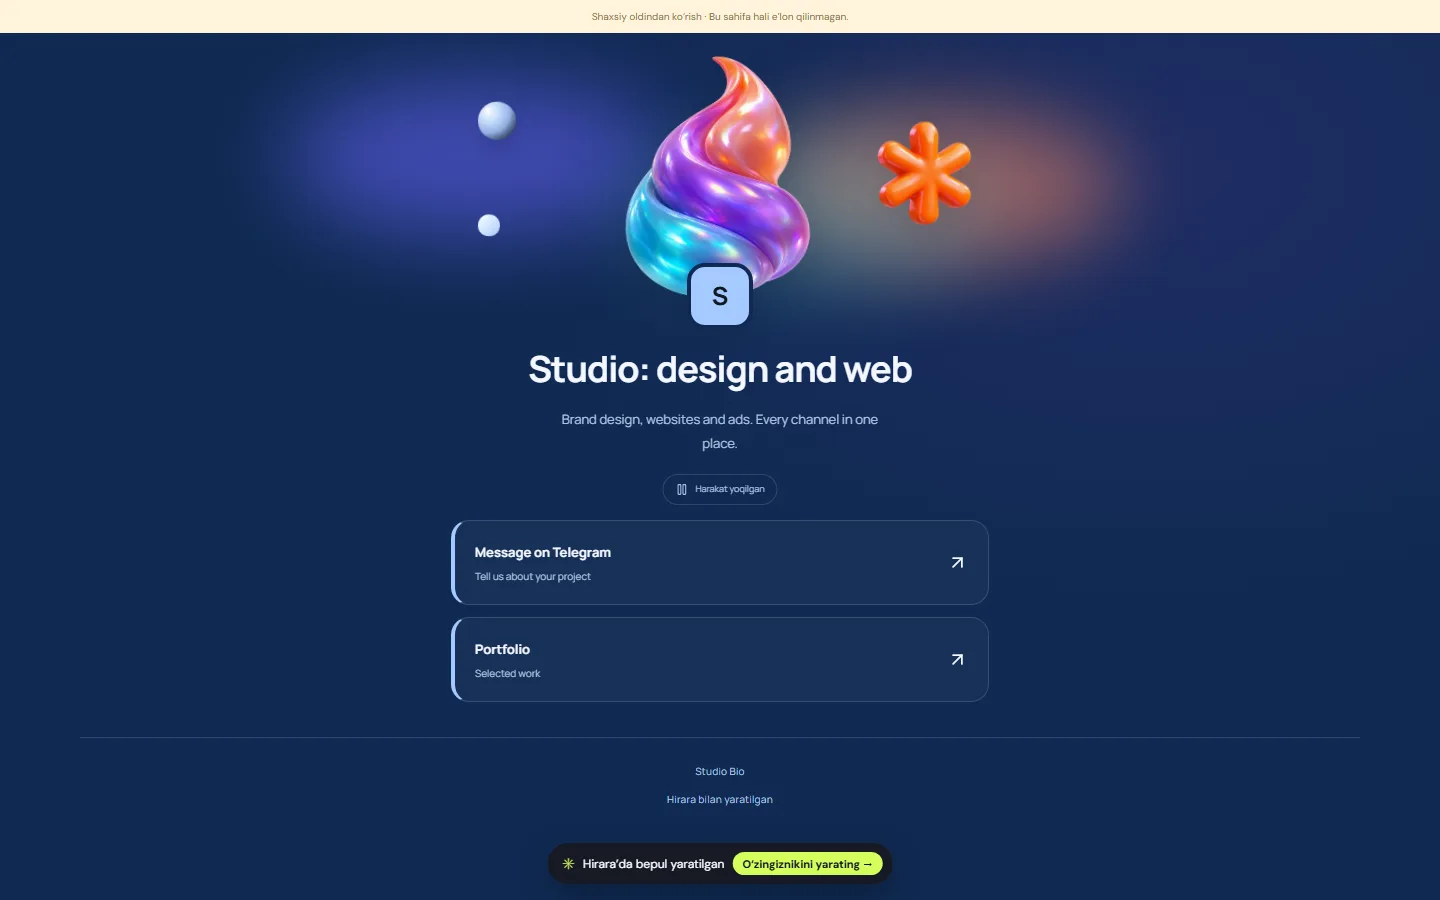 Shaxsiy oldindan ko‘rish · Bu sahifa hali e’lon qilinmagan.
S
Studio: design and web
Brand design, websites and ads. Every channel in one
place.
Harakat yoqilgan
Message on Telegram
Tell us about your project
Portfolio
Selected work
Studio Bio
Hirara bilan yaratilgan
Hirara’da bepul yaratilgan O‘zingiznikini yarating →